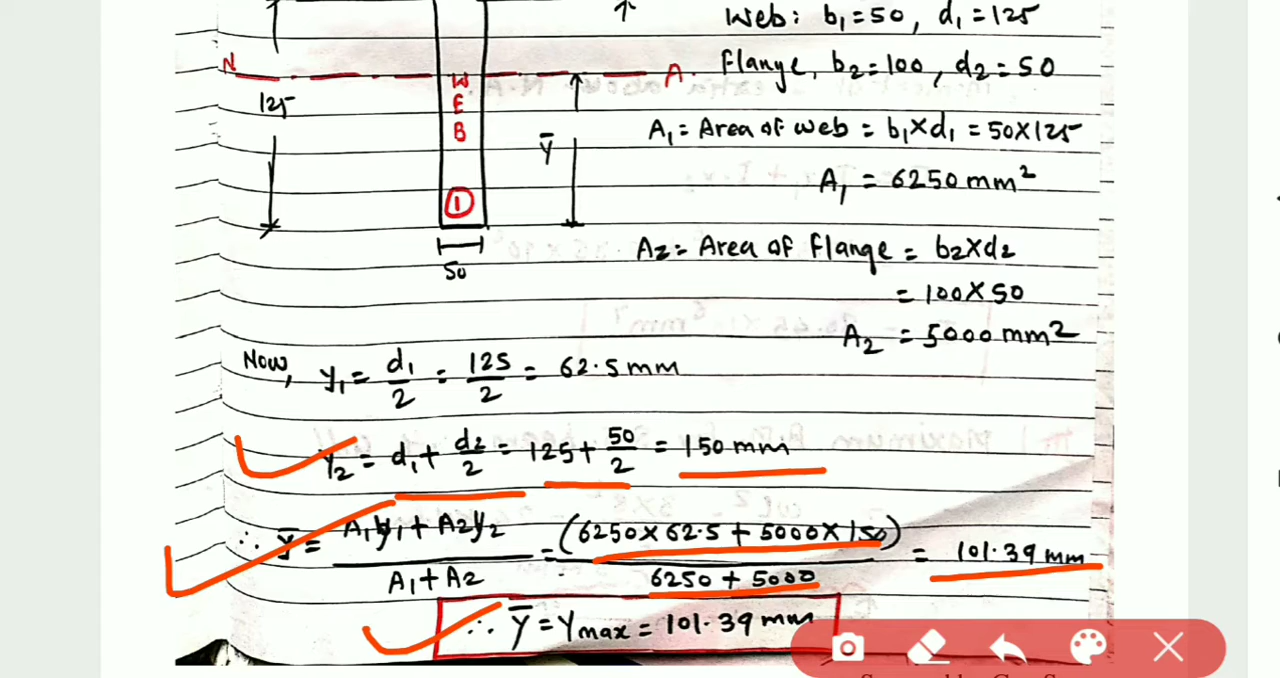 Web: b₁=50, d₁=125
N
A.
Flange, b₂=100, d₂=50
125
WEB
ȳ
A₁= Area of web = b₁×d₁ = 50×125
A₁ = 6250 mm²
①
50
A₂= Area of Flange = b₂×d₂
= 100×50
A₂ = 5000 mm²
Now, y₁ = d₁/2 = 125/2 = 62.5 mm
y₂ = d₁+ d₂/2 = 125+ 50/2 = 150 mm
∴ ȳ = A₁y₁ + A₂y₂ / A₁+A₂ = (6250×62.5 + 5000×150) / 6250 + 5000 = 101.39 mm
∴ ȳ = Ymax = 101.39 mm